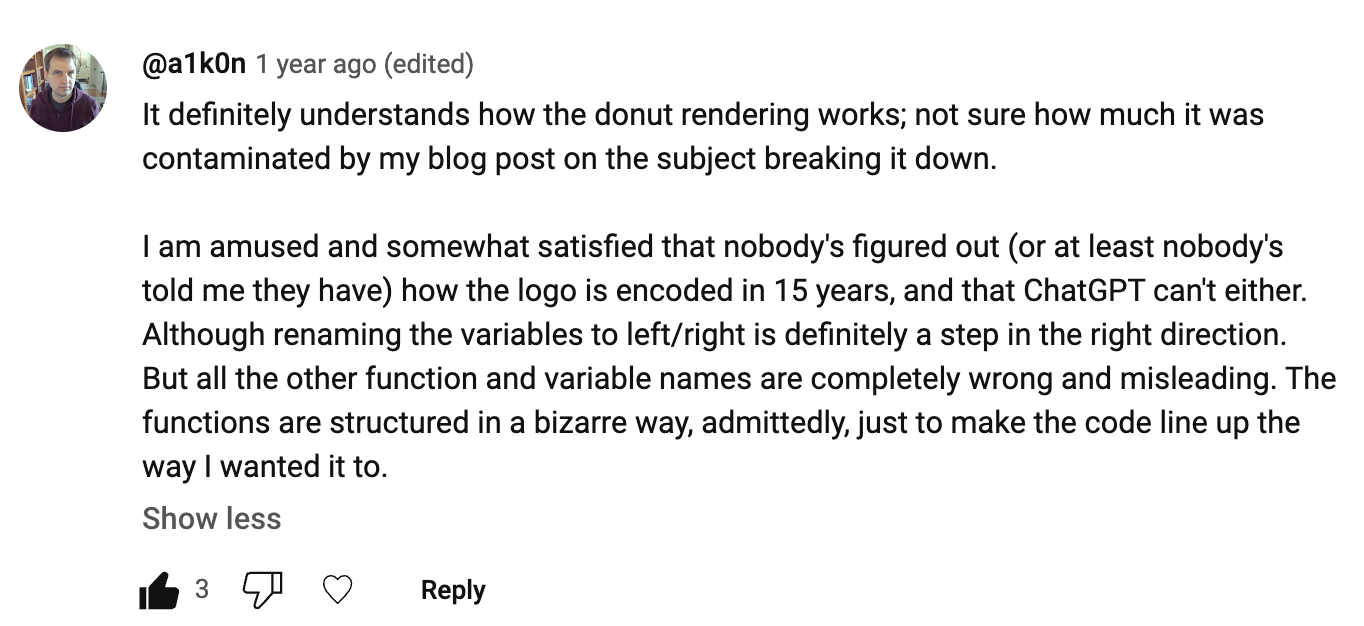 @a1k0n 1 year ago (edited)
It definitely understands how the donut rendering works; not sure how much it was
contaminated by my blog post on the subject breaking it down.
I am amused and somewhat satisfied that nobody's figured out (or at least nobody's
told me they have) how the logo is encoded in 15 years, and that ChatGPT can't either.
Although renaming the variables to left/right is definitely a step in the right direction.
But all the other function and variable names are completely wrong and misleading. The
functions are structured in a bizarre way, admittedly, just to make the code line up the
way I wanted it to.
Show less
3 Reply